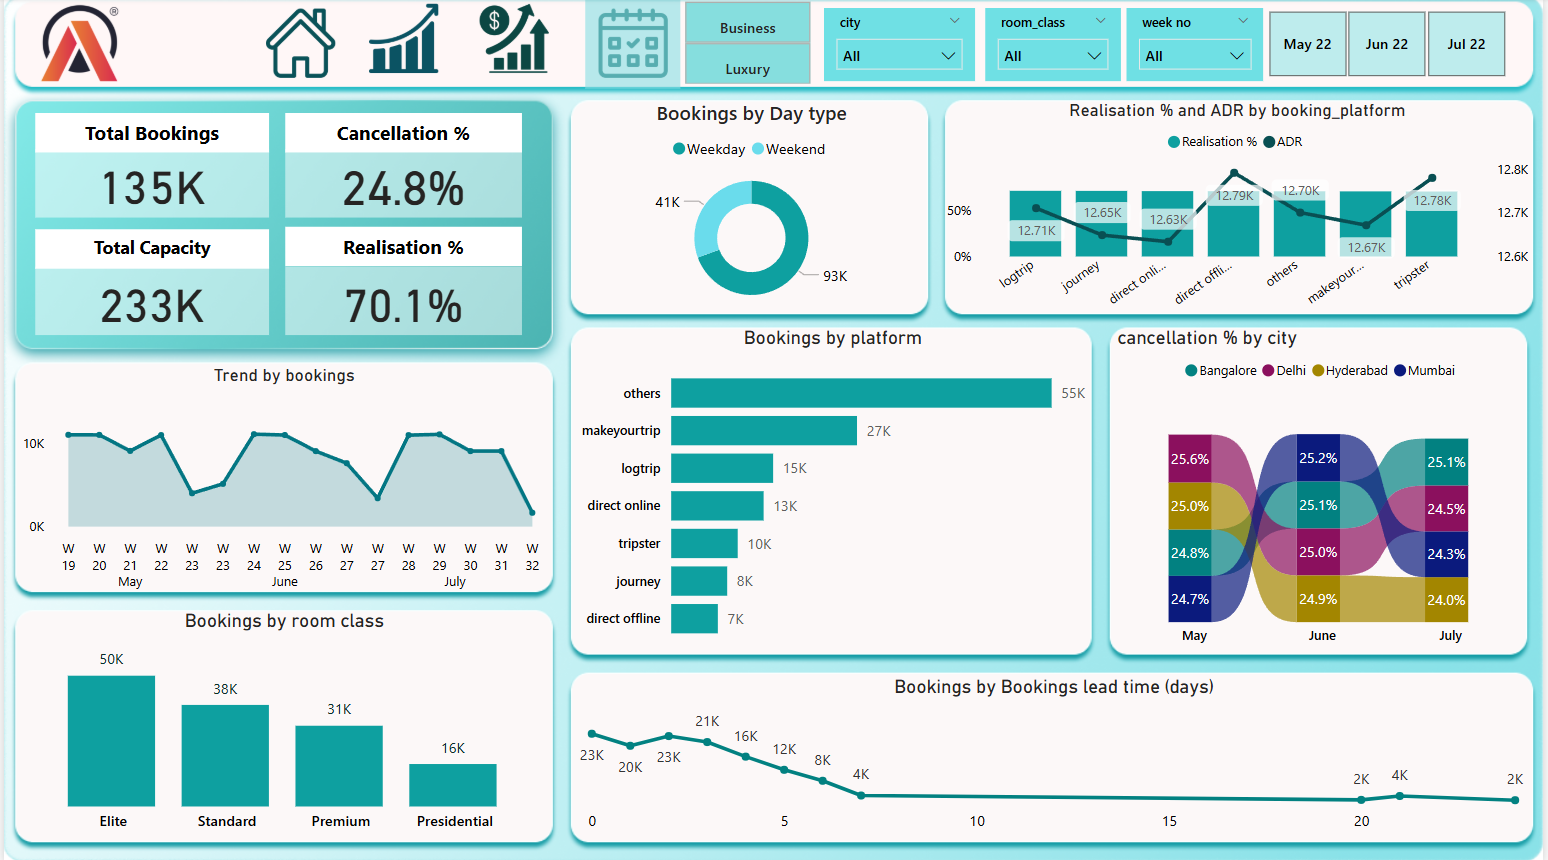 ®
$
Business
Luxury
city
All
room_class
All
week no
All
May 22
Jun 22
Jul 22
Total Bookings
135K
Cancellation %
24.8%
Total Capacity
233K
Realisation %
70.1%
Bookings by Day type
Weekday Weekend
41K
93K
Realisation % and ADR by booking_platform
Realisation % ADR
50%
0%
12.8K
12.7K
12.6K
12.71K
12.65K
12.63K
12.79K
12.70K
12.67K
12.78K
logtrip
journey
direct onli...
direct offli...
others
makeyour...
tripster
Trend by bookings
10K
0K
W W W W W W W W W W W W W W W W
19 20 21 22 23 24 24 25 26 27 27 28 29 30 31 32
May June July
Bookings by platform
others 55K
makeyourtrip 27K
logtrip 15K
direct online 13K
tripster 10K
journey 8K
direct offline 7K
cancellation % by city
Bangalore Delhi Hyderabad Mumbai
25.6% 25.2% 25.1%
25.0% 25.1% 24.5%
24.8% 25.0% 24.3%
24.7% 24.9% 24.0%
May June July
Bookings by room class
50K
38K
31K
16K
Elite Standard Premium Presidential
Bookings by Bookings lead time (days)
23K
20K
23K
21K
16K
12K
8K
4K
2K
4K
2K
0 5 10 15 20